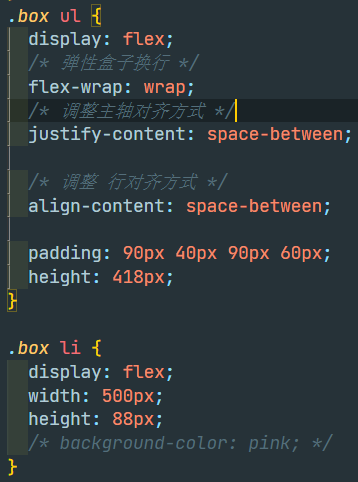 .box ul {
display: flex;
/* 弹性盒子换行 */
flex-wrap: wrap;
/* 调整主轴对齐方式 */
justify-content: space-between;
/* 调整 行对齐方式 */
align-content: space-between;
padding: 90px 40px 90px 60px;
height: 418px;
}
.box li {
display: flex;
width: 500px;
height: 88px;
/* background-color: pink; */
}